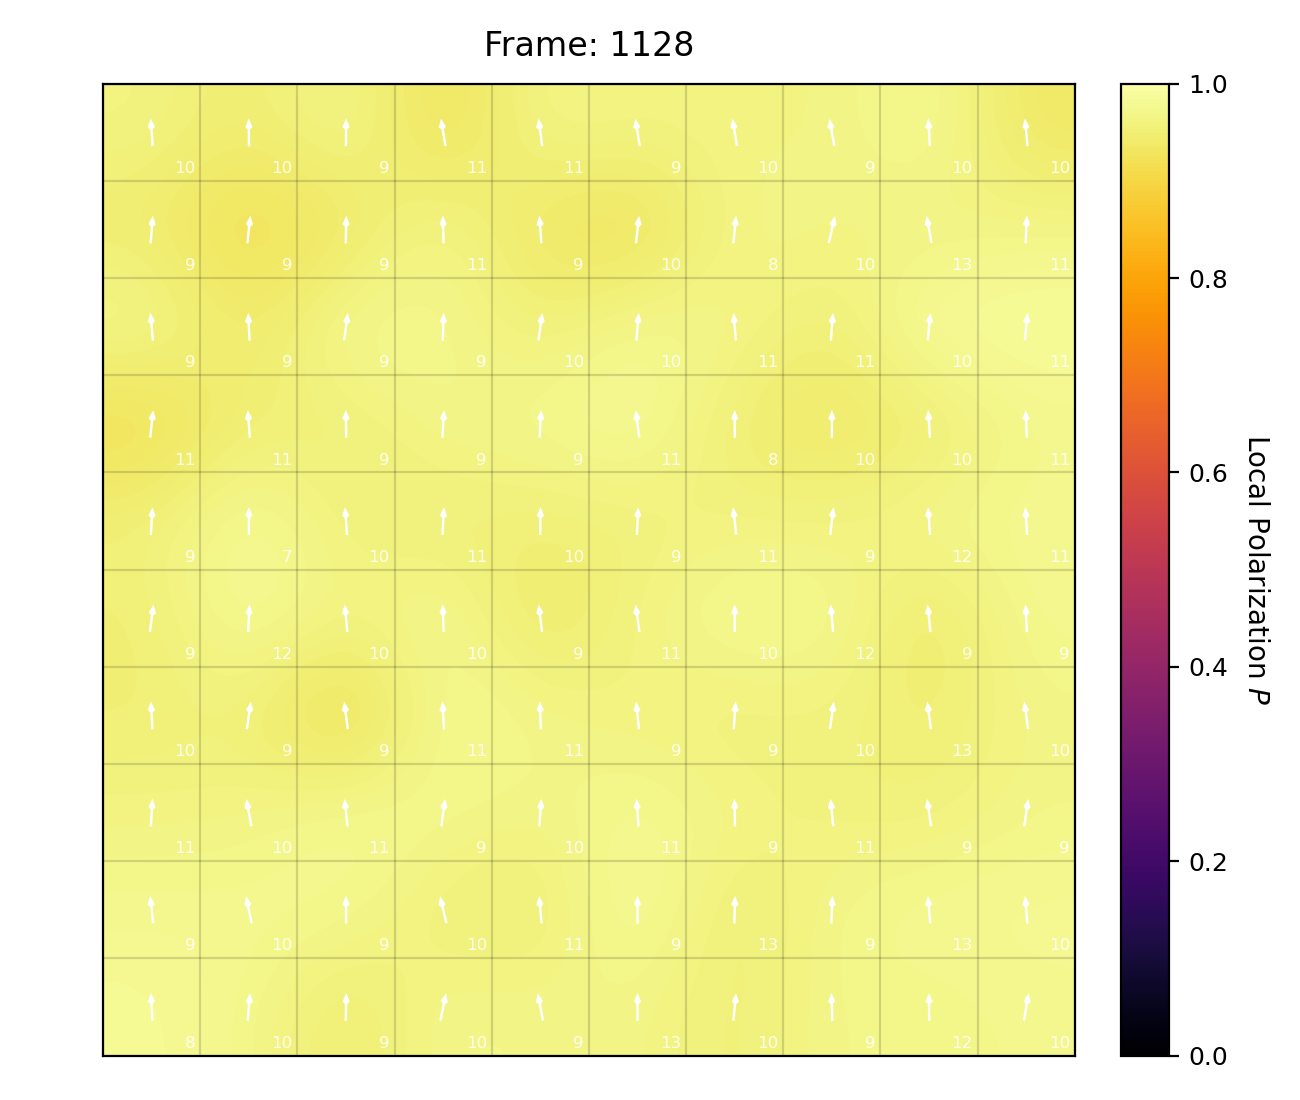 Frame: 1128
10 10 9 11 11 9 10 9 10 10
9 9 9 11 9 10 8 10 13 11
9 9 9 9 10 10 11 11 10 11
11 11 9 9 9 11 8 10 10 11
9 7 10 11 10 9 11 9 12 11
9 12 10 10 9 11 10 12 9 9
10 9 9 11 11 9 9 10 13 10
11 10 11 9 10 11 9 11 9 9
9 10 9 10 11 9 13 9 13 10
8 10 9 10 9 13 10 9 12 10
1.0
0.8
0.6
0.4
0.2
0.0
Local Polarization P